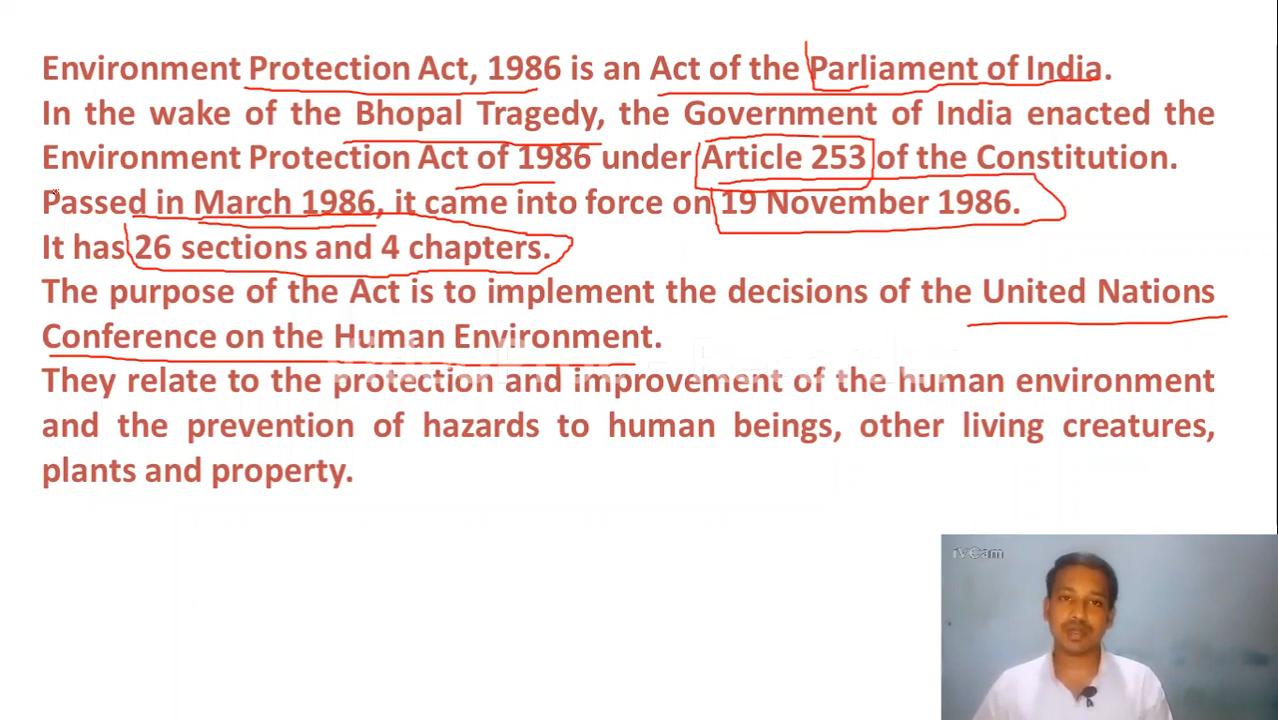 Environment Protection Act, 1986 is an Act of the Parliament of India.
In the wake of the Bhopal Tragedy, the Government of India enacted the
Environment Protection Act of 1986 under Article 253 of the Constitution.
Passed in March 1986, it came into force on 19 November 1986.
It has 26 sections and 4 chapters.
The purpose of the Act is to implement the decisions of the United Nations
Conference on the Human Environment.
They relate to the protection and improvement of the human environment
and the prevention of hazards to human beings, other living creatures,
plants and property.
iVCam